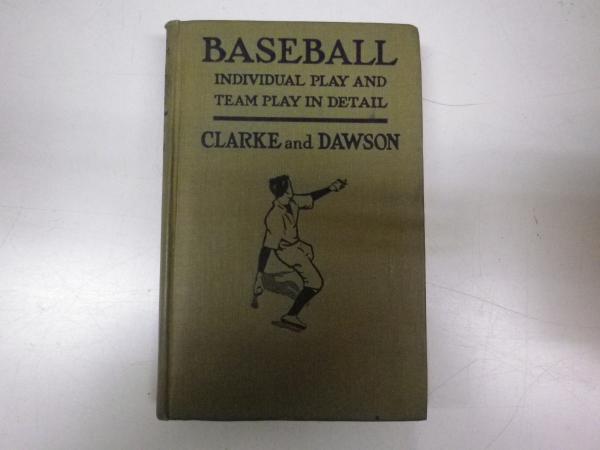 BASEBALL
INDIVIDUAL PLAY AND
TEAM PLAY IN DETAIL
CLARKE and DAWSON